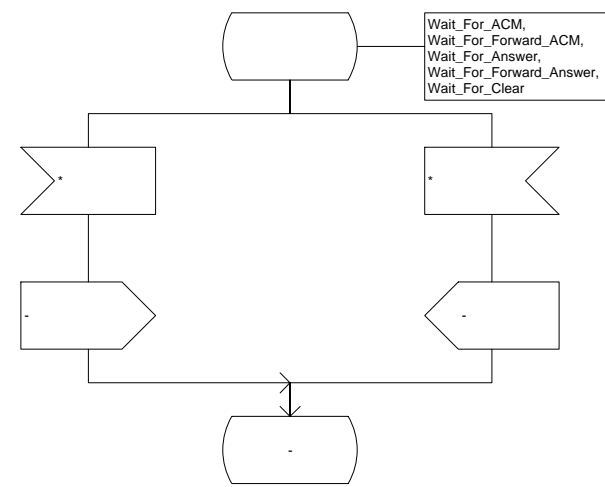 Wait_For_ACM,
Wait_For_Forward_ACM,
Wait_For_Answer,
Wait_For_Forward_Answer,
Wait_For_Clear
*
*
-
-
-